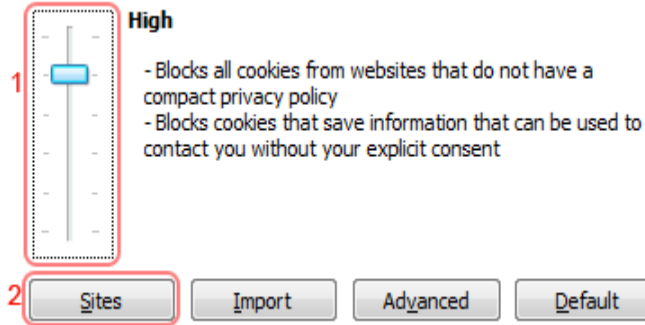 High
1
- Blocks all cookies from websites that do not have a
compact privacy policy
- Blocks cookies that save information that can be used to
contact you without your explicit consent
2 Sites Import Advanced Default